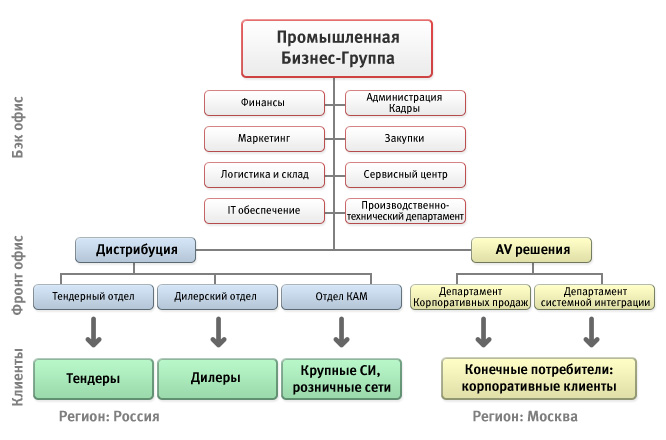 Промышленная
Бизнес-Группа
Бэк офис
Финансы
Администрация
Кадры
Маркетинг
Закупки
Логистика и склад
Сервисный центр
IT обеспечение
Производственно-
технический департамент
Фронт офис
Дистрибуция
AV решения
Тендерный отдел
Дилерский отдел
Отдел КАМ
Департамент
Корпоративных продаж
Департамент
системной интеграции
Клиенты
Тендеры
Дилеры
Крупные СИ,
розничные сети
Конечные потребители:
корпоративные клиенты
Регион: Россия
Регион: Москва